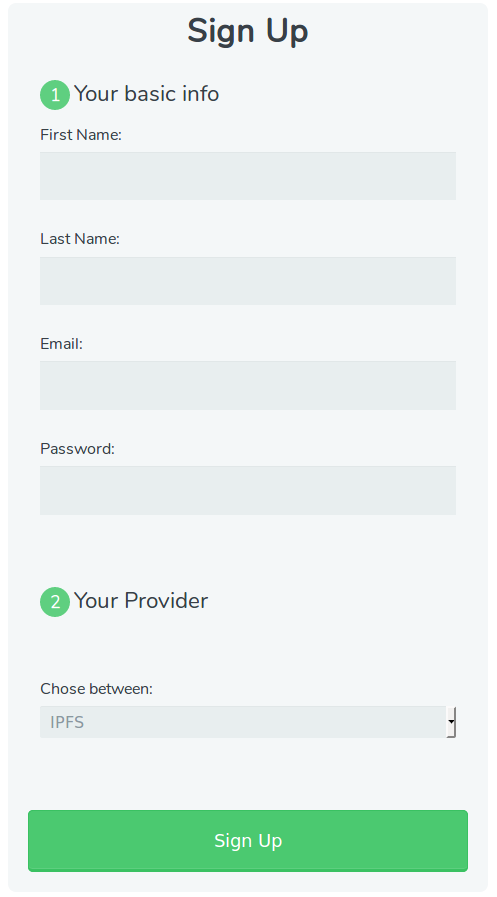 Sign Up
1 Your basic info
First Name:
Last Name:
Email:
Password:
2 Your Provider
Chose between:
IPFS
Sign Up